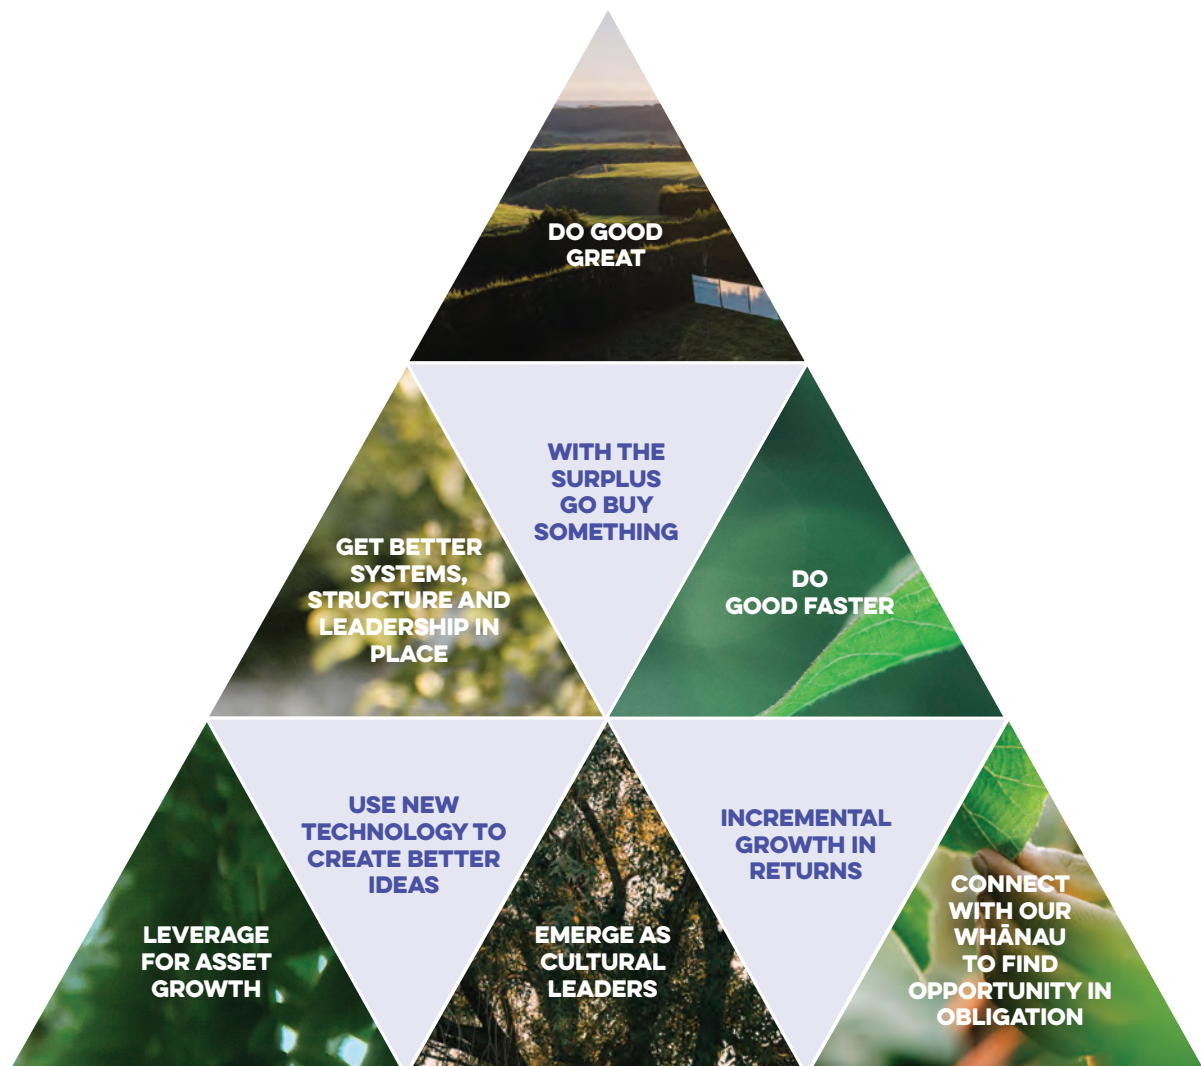 DO GOOD
GREAT
WITH THE
SURPLUS
GO BUY
SOMETHING
GET BETTER
SYSTEMS,
STRUCTURE AND
LEADERSHIP IN
PLACE
DO
GOOD FASTER
USE NEW
TECHNOLOGY TO
CREATE BETTER
IDEAS
INCREMENTAL
GROWTH IN
RETURNS
LEVERAGE
FOR ASSET
GROWTH
EMERGE AS
CULTURAL
LEADERS
CONNECT
WITH OUR
WHĀNAU
TO FIND
OPPORTUNITY IN
OBLIGATION